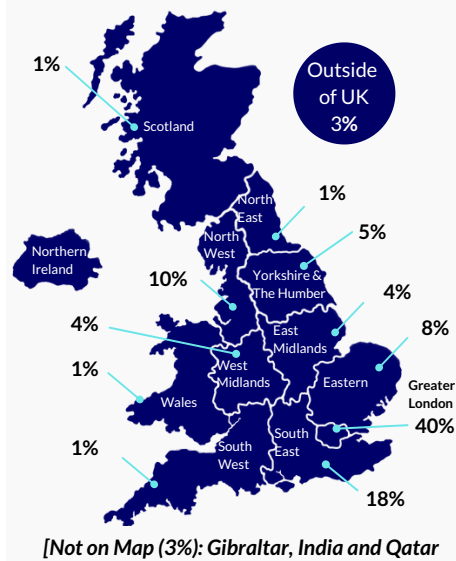 1%
Outside
of UK
3%
Scotland
North
East
1%
North
West
5%
Northern
Ireland
Yorkshire &
The Humber
10%
4%
4%
East
Midlands
8%
West
Midlands
1%
Eastern
Greater
London
Wales
40%
1%
South
West
South
East
18%
[Not on Map (3%): Gibraltar, India and Qatar